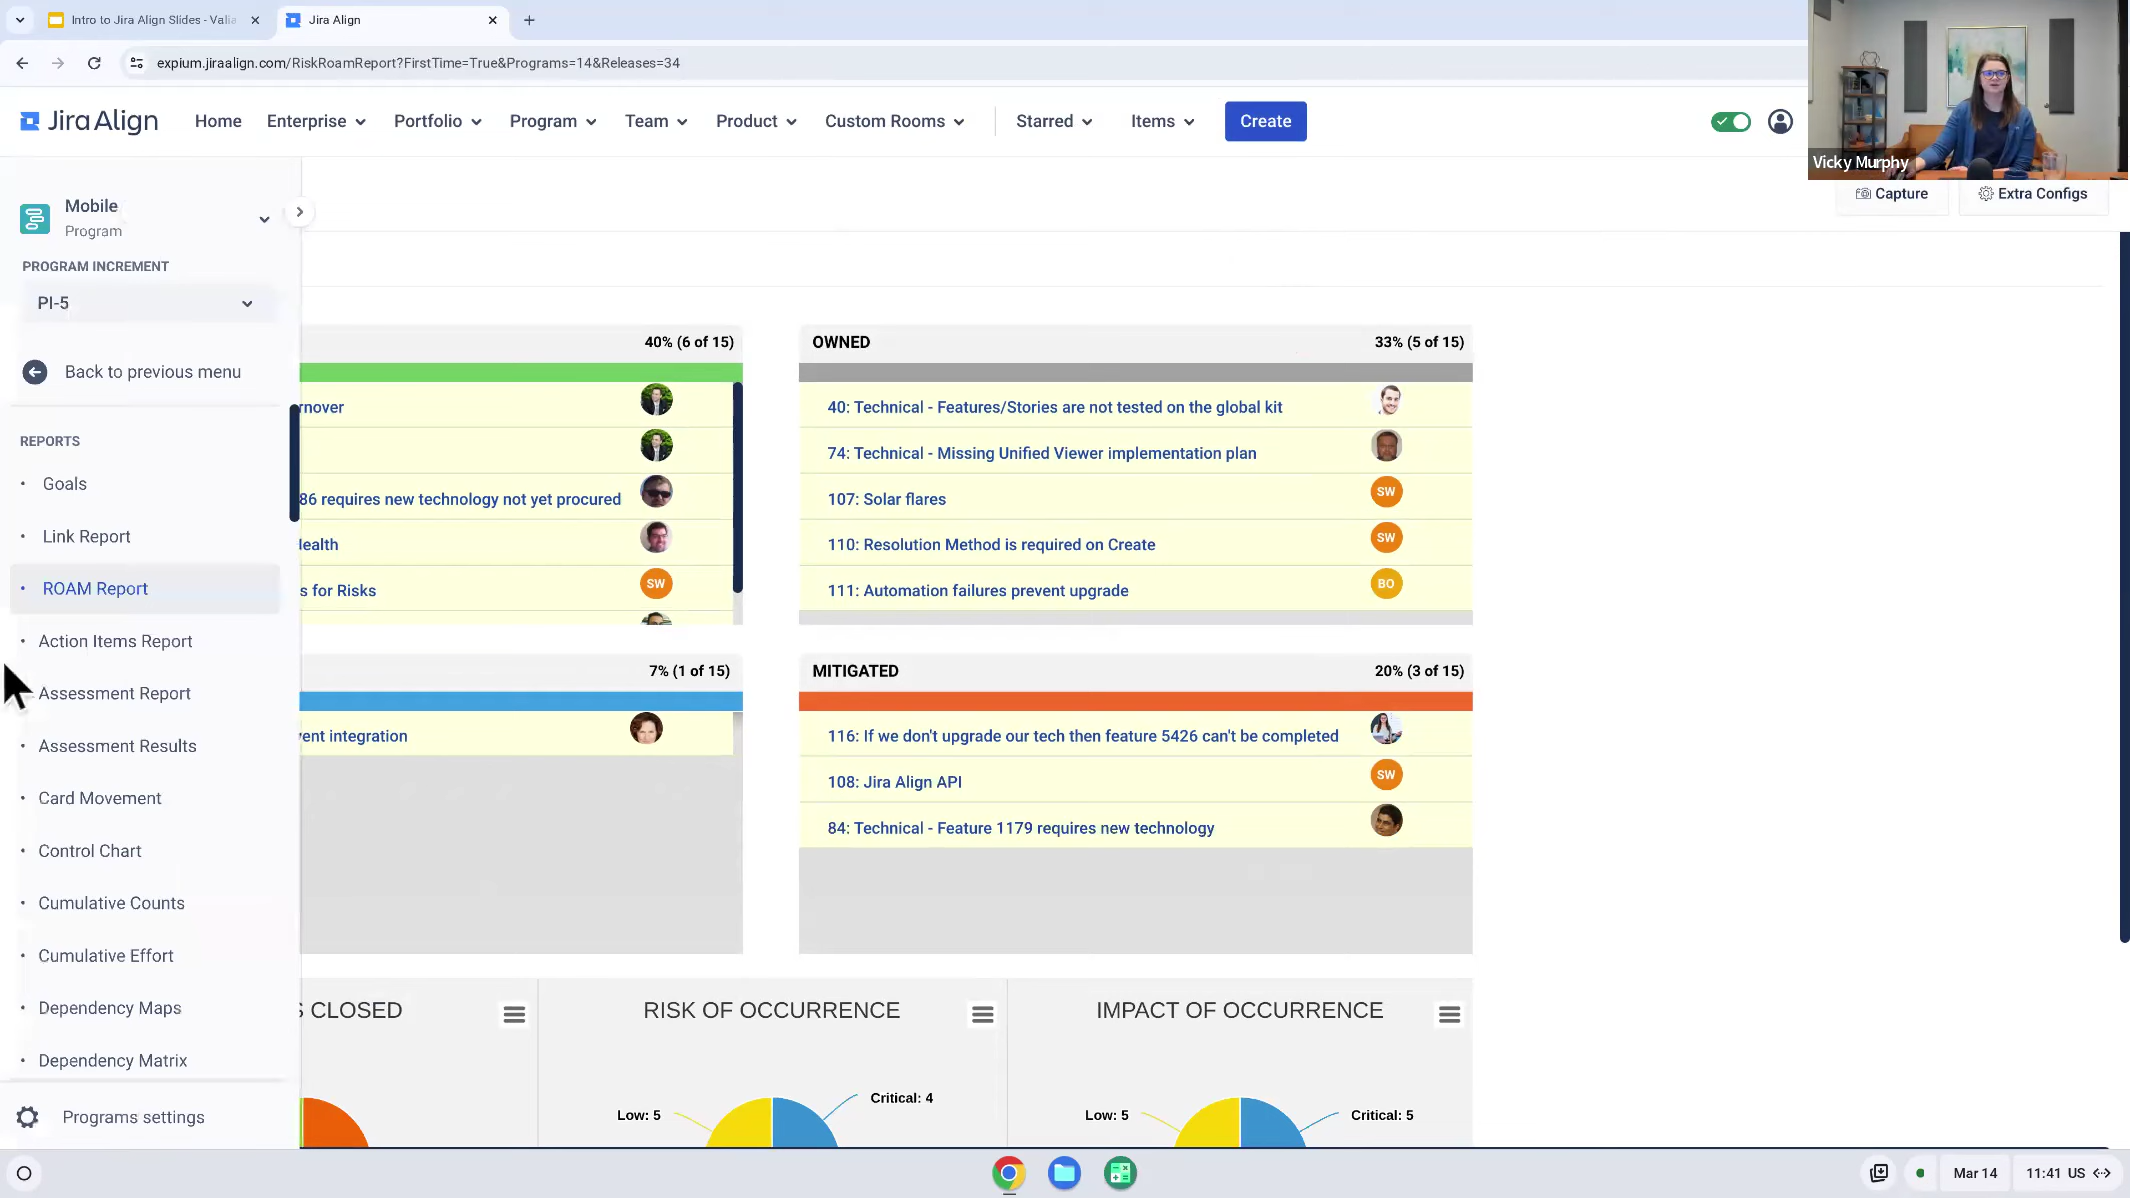 Intro to Jira Align Slides - Valia
Jira Align
expium.jiraalign.com/RiskRoamReport?FirstTime=True&Programs=14&Releases=34
Jira Align
Home
Enterprise
Portfolio
Program
Team
Product
Custom Rooms
Starred
Items
Create
Vicky Murphy
Capture
Extra Configs
Mobile
Program
PROGRAM INCREMENT
PI-5
Back to previous menu
REPORTS
Goals
Link Report
ROAM Report
Action Items Report
Assessment Report
Assessment Results
Card Movement
Control Chart
Cumulative Counts
Cumulative Effort
Dependency Maps
Dependency Matrix
Programs settings
40% (6 of 15)
rnover
86 requires new technology not yet procured
Health
s for Risks
SW
OWNED
33% (5 of 15)
40: Technical - Features/Stories are not tested on the global kit
74: Technical - Missing Unified Viewer implementation plan
107: Solar flares
SW
110: Resolution Method is required on Create
SW
111: Automation failures prevent upgrade
BO
7% (1 of 15)
vent integration
MITIGATED
20% (3 of 15)
116: If we don't upgrade our tech then feature 5426 can't be completed
108: Jira Align API
SW
84: Technical - Feature 1179 requires new technology
S CLOSED
RISK OF OCCURRENCE
Low: 5
Critical: 4
IMPACT OF OCCURRENCE
Low: 5
Critical: 5
Mar 14
11:41 US